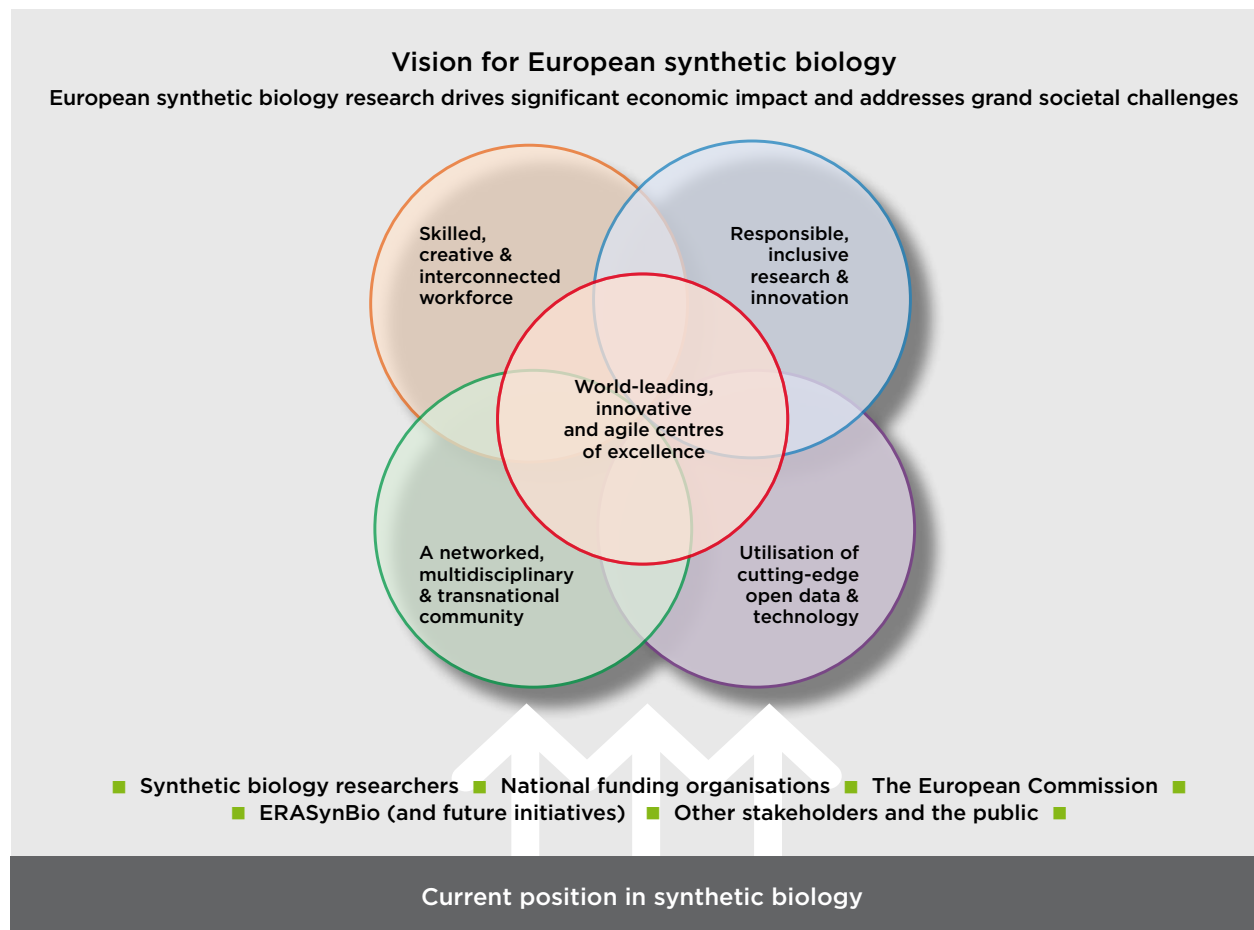 Vision for European synthetic biology
European synthetic biology research drives significant economic impact and addresses grand societal challenges
Skilled,
creative &
interconnected
workforce
Responsible,
inclusive
research &
innovation
World-leading,
innovative
and agile centres
of excellence
A networked,
multidisciplinary
& transnational
community
Utilisation of
cutting-edge
open data &
technology
■ Synthetic biology researchers ■ National funding organisations ■ The European Commission ■
■ ERASynBio (and future initiatives) ■ Other stakeholders and the public ■
Current position in synthetic biology